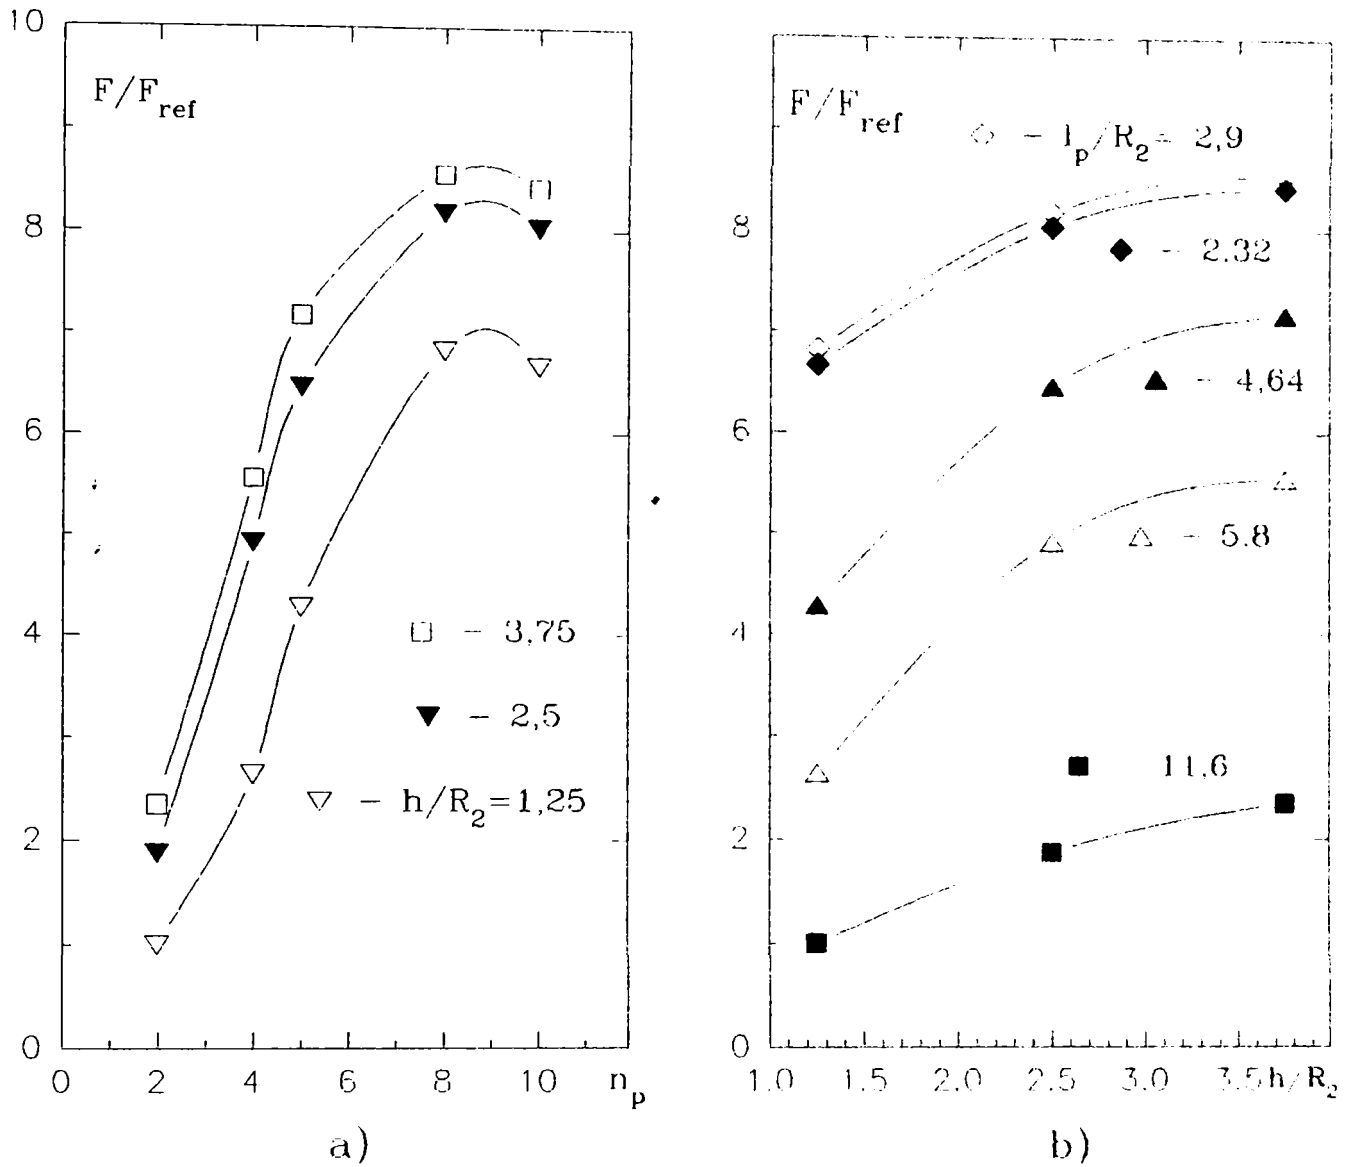 10
8
6
4
2
0
F/F_ref
□ - 3,75
▼ - 2,5
▽ - h/R_2=1,25
0 2 4 6 8 10 n_p
a)
8
6
4
2
0
F/F_ref
◇ - l_p/R_2 - 2,9
◆ - 2.32
▲ - 4,64
△ - 5.8
■ 11,6
1.0 1.5 2.0 2.5 3.0 3.5 h/R_2
b)